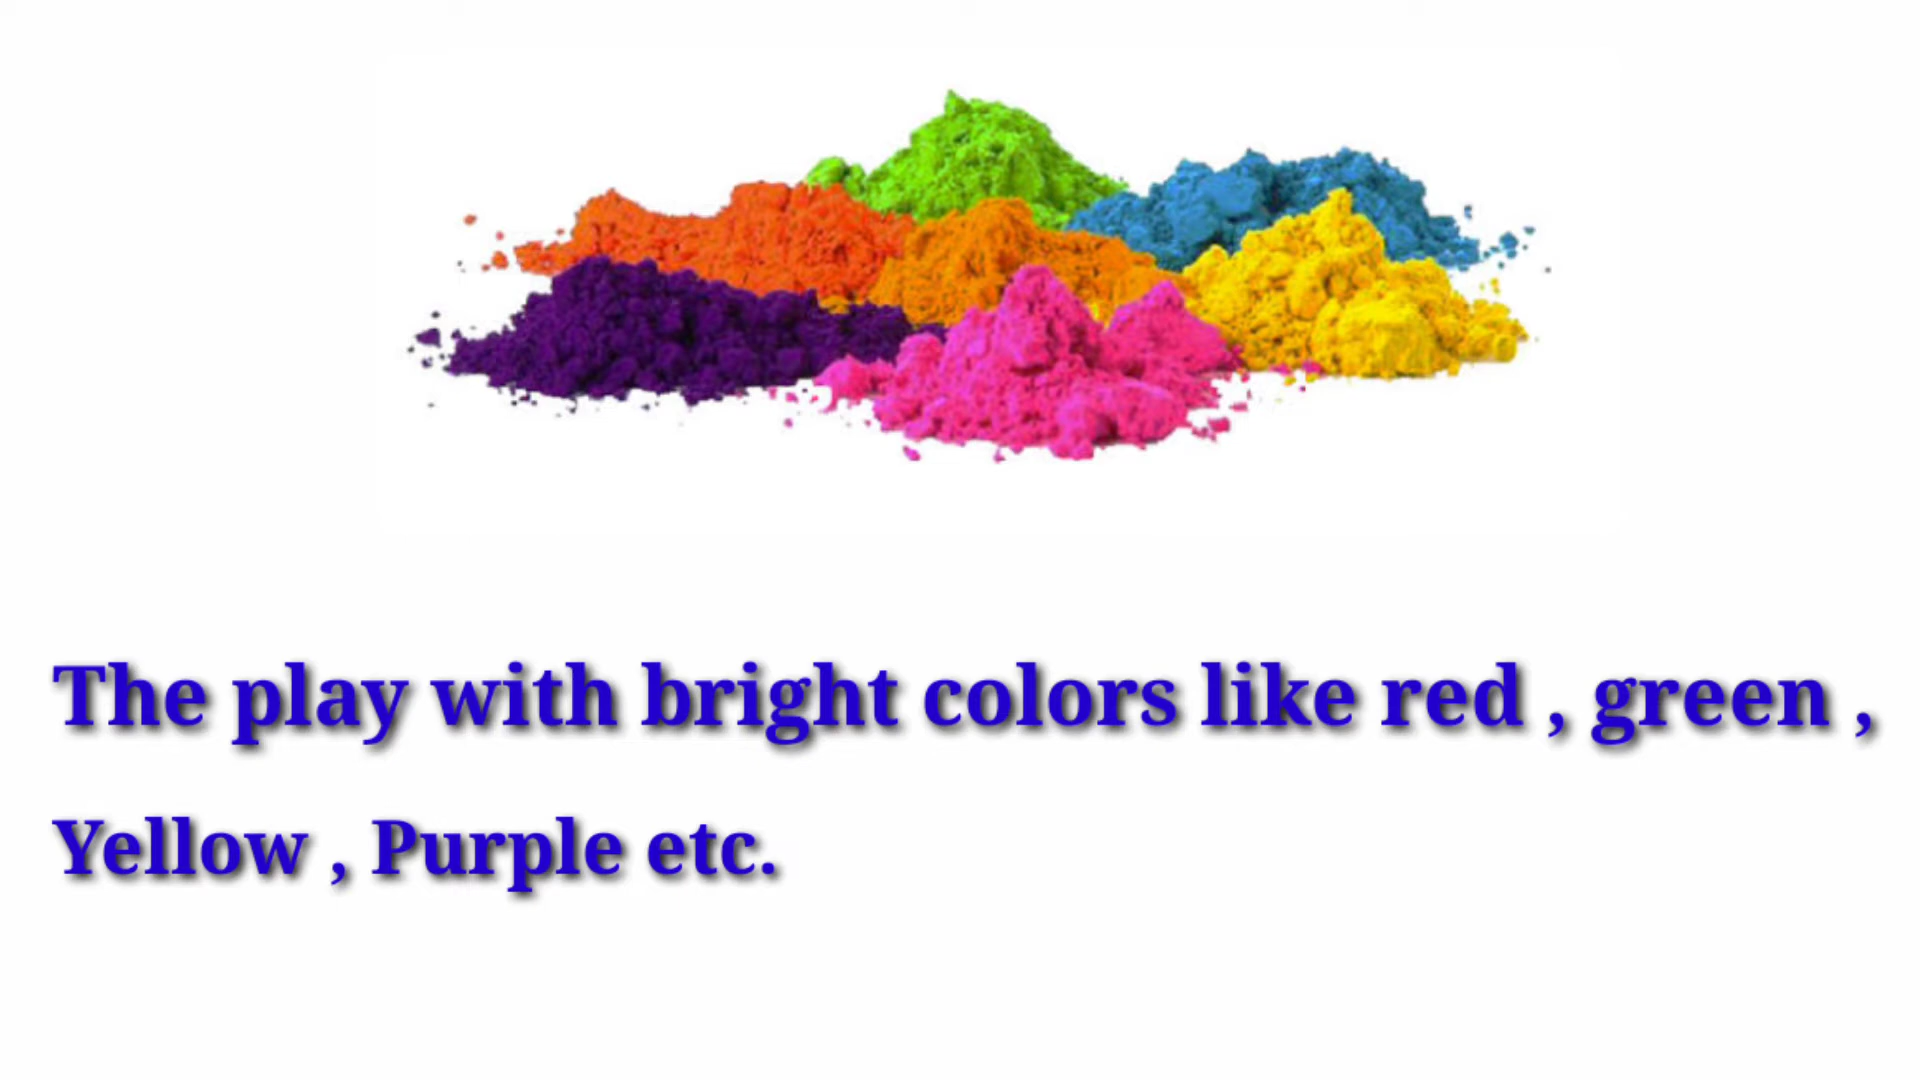 The play with bright colors like red , green ,
Yellow , Purple etc.